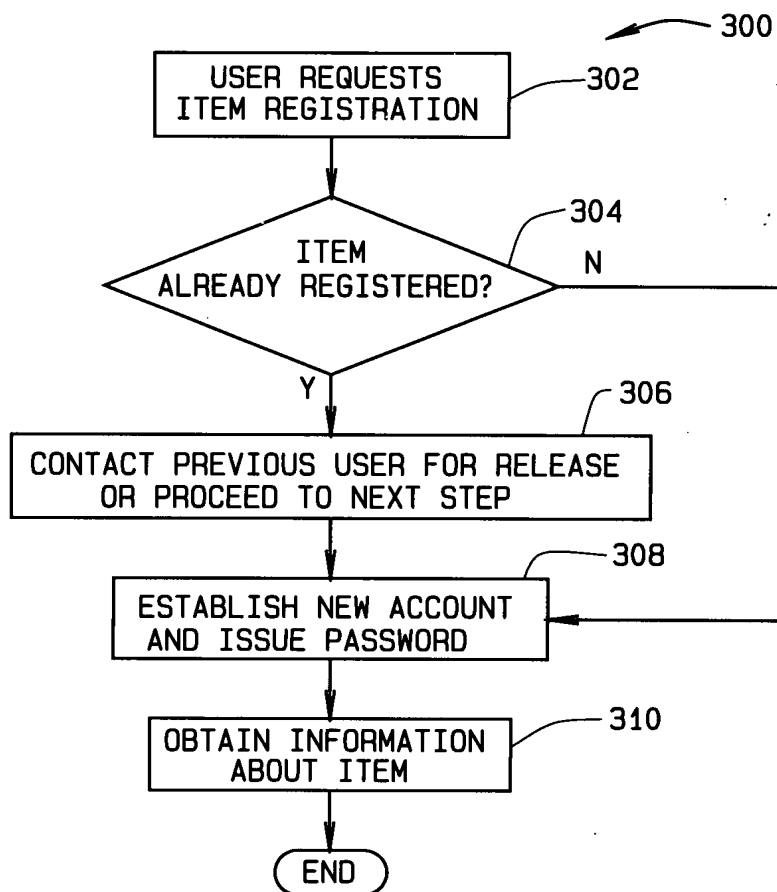 300
USER REQUESTS
ITEM REGISTRATION
302
304
ITEM
ALREADY REGISTERED?
N
Y
306
CONTACT PREVIOUS USER FOR RELEASE
OR PROCEED TO NEXT STEP
308
ESTABLISH NEW ACCOUNT
AND ISSUE PASSWORD
310
OBTAIN INFORMATION
ABOUT ITEM
END